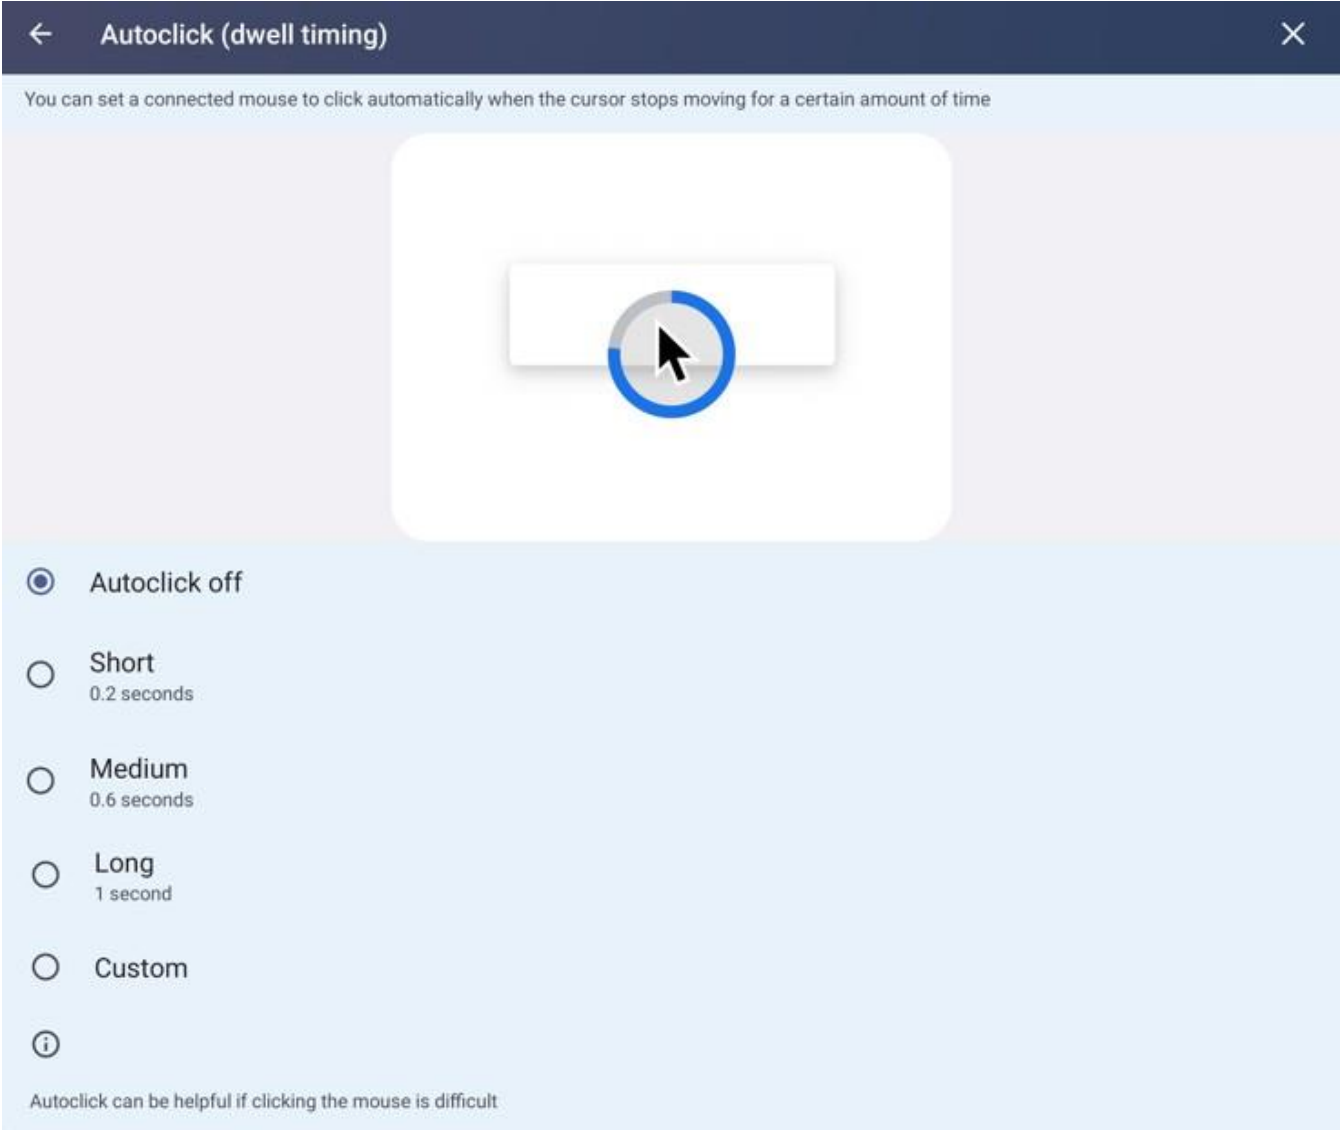 Autoclick (dwell timing)
You can set a connected mouse to click automatically when the cursor stops moving for a certain amount of time
Autoclick off
Short
0.2 seconds
Medium
0.6 seconds
Long
1 second
Custom
Autoclick can be helpful if clicking the mouse is difficult